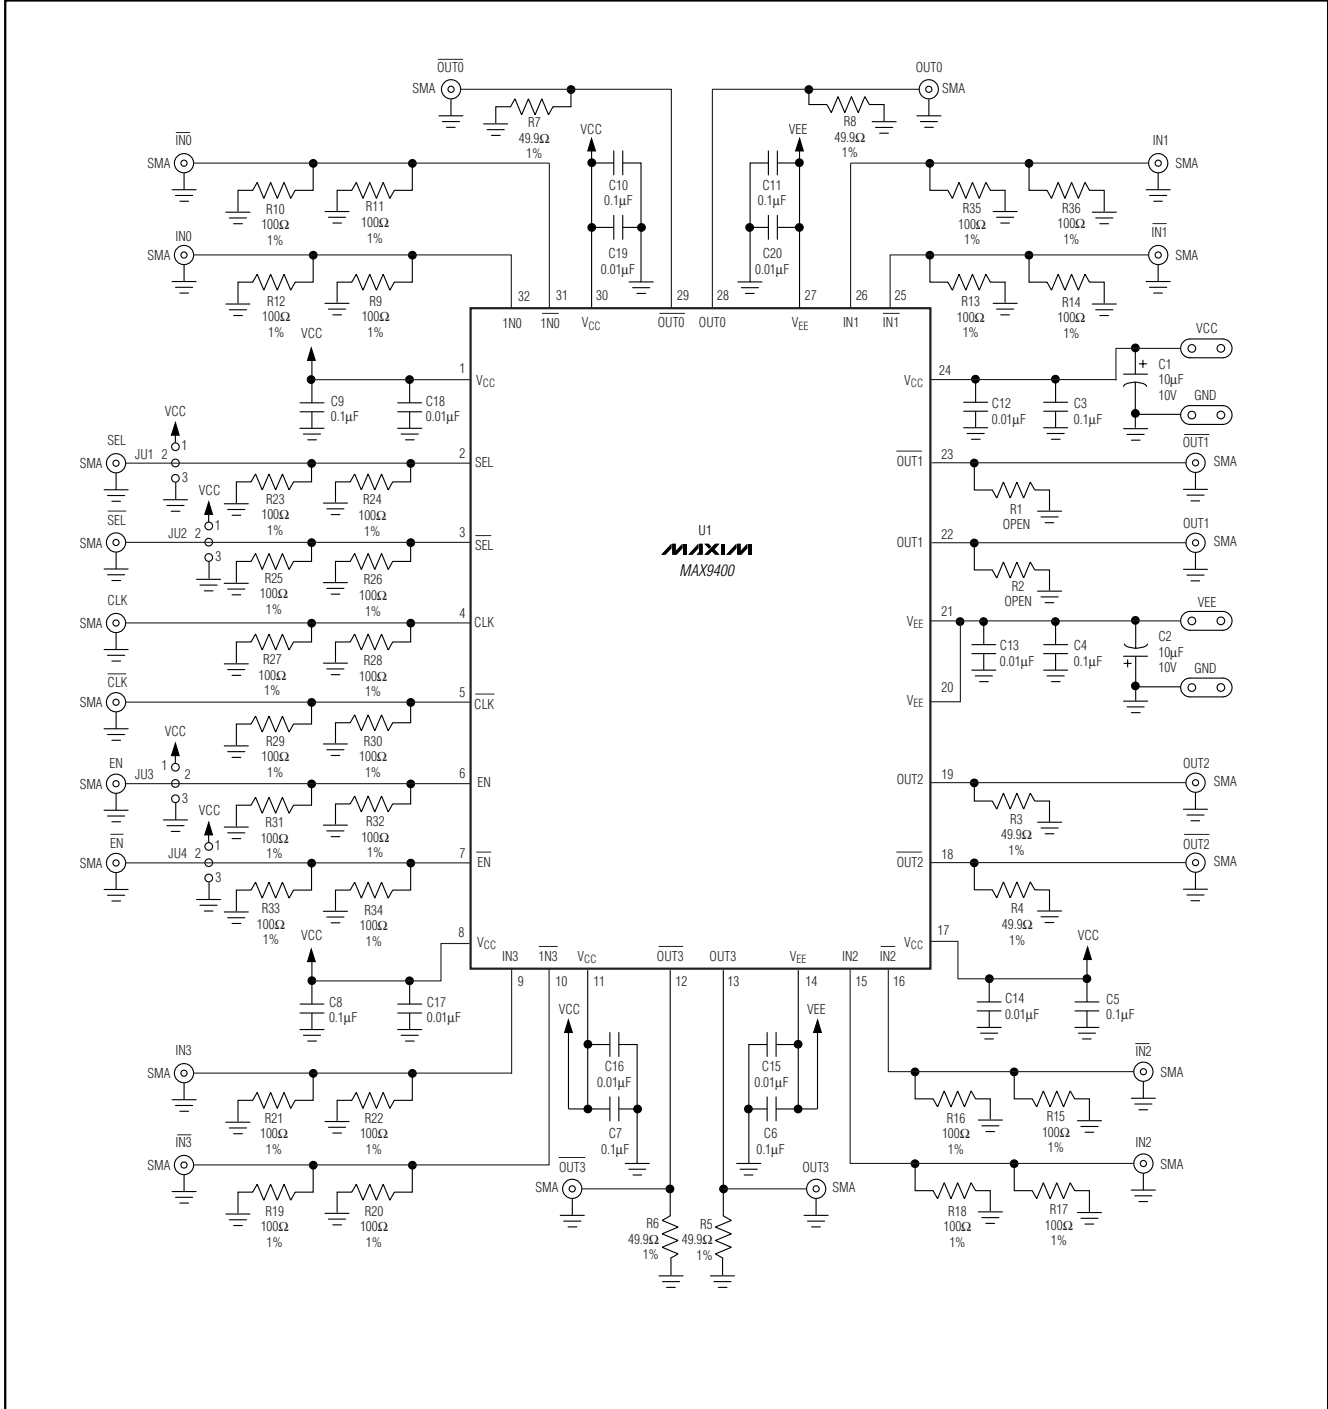 OUT0
SMA
R7
49.9Ω
1%
OUT0
SMA
R8
49.9Ω
1%
IN0
SMA
R10
100Ω
1%
R11
100Ω
1%
VCC
C10
0.1µF
C19
0.01µF
VEE
C11
0.1µF
C20
0.01µF
IN1
SMA
R35
100Ω
1%
R36
100Ω
1%
IN0
SMA
R12
100Ω
1%
R9
100Ω
1%
IN1
SMA
R13
100Ω
1%
R14
100Ω
1%
32 31 30 29 28 27 26 25
1N0 1N0 VCC OUT0 OUT0 VEE IN1 IN1
VCC
C9
0.1µF
C18
0.01µF
1
VCC
VCC
24
C12
0.01µF
C3
0.1µF
C1
10µF
10V
+
VCC
GND
SEL
SMA
JU1
VCC
1
2
3
R23
100Ω
1%
R24
100Ω
1%
2
SEL
OUT1
23
R1
OPEN
OUT1
SMA
SEL
SMA
JU2
VCC
1
2
3
R25
100Ω
1%
R26
100Ω
1%
3
SEL
U1
MAXIM
MAX9400
OUT1
22
R2
OPEN
OUT1
SMA
CLK
SMA
R27
100Ω
1%
R28
100Ω
1%
4
CLK
VEE
21
C13
0.01µF
C4
0.1µF
C2
10µF
10V
+
VEE
GND
VEE
20
CLK
SMA
R29
100Ω
1%
R30
100Ω
1%
5
CLK
EN
SMA
JU3
VCC
1
2
3
R31
100Ω
1%
R32
100Ω
1%
6
EN
OUT2
19
R3
49.9Ω
1%
OUT2
SMA
EN
SMA
JU4
VCC
1
2
3
R33
100Ω
1%
R34
100Ω
1%
7
EN
OUT2
18
R4
49.9Ω
1%
OUT2
SMA
VCC
C8
0.1µF
C17
0.01µF
8
VCC
VCC
17
VCC
C14
0.01µF
C5
0.1µF
IN3 1N3 VCC OUT3 OUT3 VEE IN2 IN2
9 10 11 12 13 14 15 16
VCC
C16
0.01µF
C7
0.1µF
VEE
C15
0.01µF
C6
0.1µF
IN3
SMA
R21
100Ω
1%
R22
100Ω
1%
IN2
SMA
R16
100Ω
1%
R15
100Ω
1%
IN3
SMA
R19
100Ω
1%
R20
100Ω
1%
IN2
SMA
R18
100Ω
1%
R17
100Ω
1%
OUT3
SMA
R6
49.9Ω
1%
OUT3
SMA
R5
49.9Ω
1%